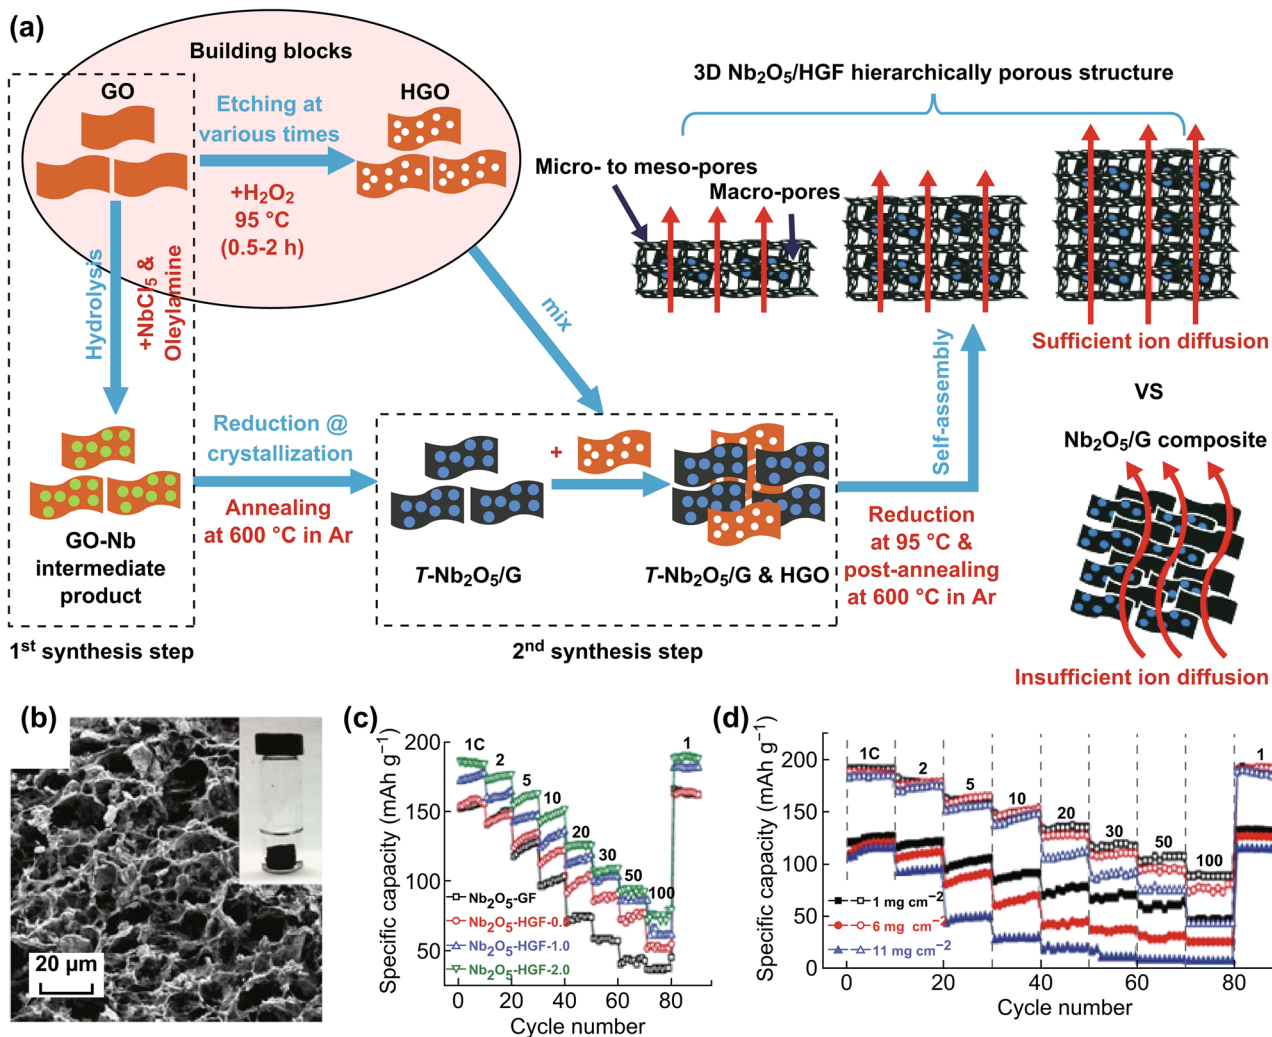 (a)
Building blocks
GO
HGO
Etching at
various times
+H₂O₂
95 °C
(0.5-2 h)
Hydrolysis
+NbCl₅ &
Oleylamine
mix
GO-Nb
intermediate
product
1st synthesis step
Reduction @
crystallization
Annealing
at 600 °C in Ar
+
T-Nb₂O₅/G
T-Nb₂O₅/G & HGO
2nd synthesis step
Self-assembly
Reduction
at 95 °C &
post-annealing
at 600 °C in Ar
3D Nb₂O₅/HGF hierarchically porous structure
Micro- to meso-pores
Macro-pores
Sufficient ion diffusion
VS
Nb₂O₅/G composite
Insufficient ion diffusion
(b)
20 µm
(c)
Specific capacity (mAh g⁻¹)
200
150
100
50
1C
2
5
10
20
30
50
100
1
Nb₂O₅-GF
Nb₂O₅-HGF-0.5
Nb₂O₅-HGF-1.0
Nb₂O₅-HGF-2.0
0
20
40
60
80
Cycle number
(d)
Specific capacity (mAh g⁻¹)
200
150
100
50
0
1C
2
5
10
20
30
50
100
1
1 mg cm⁻²
6 mg cm⁻²
11 mg cm⁻²
0
20
40
60
80
Cycle number